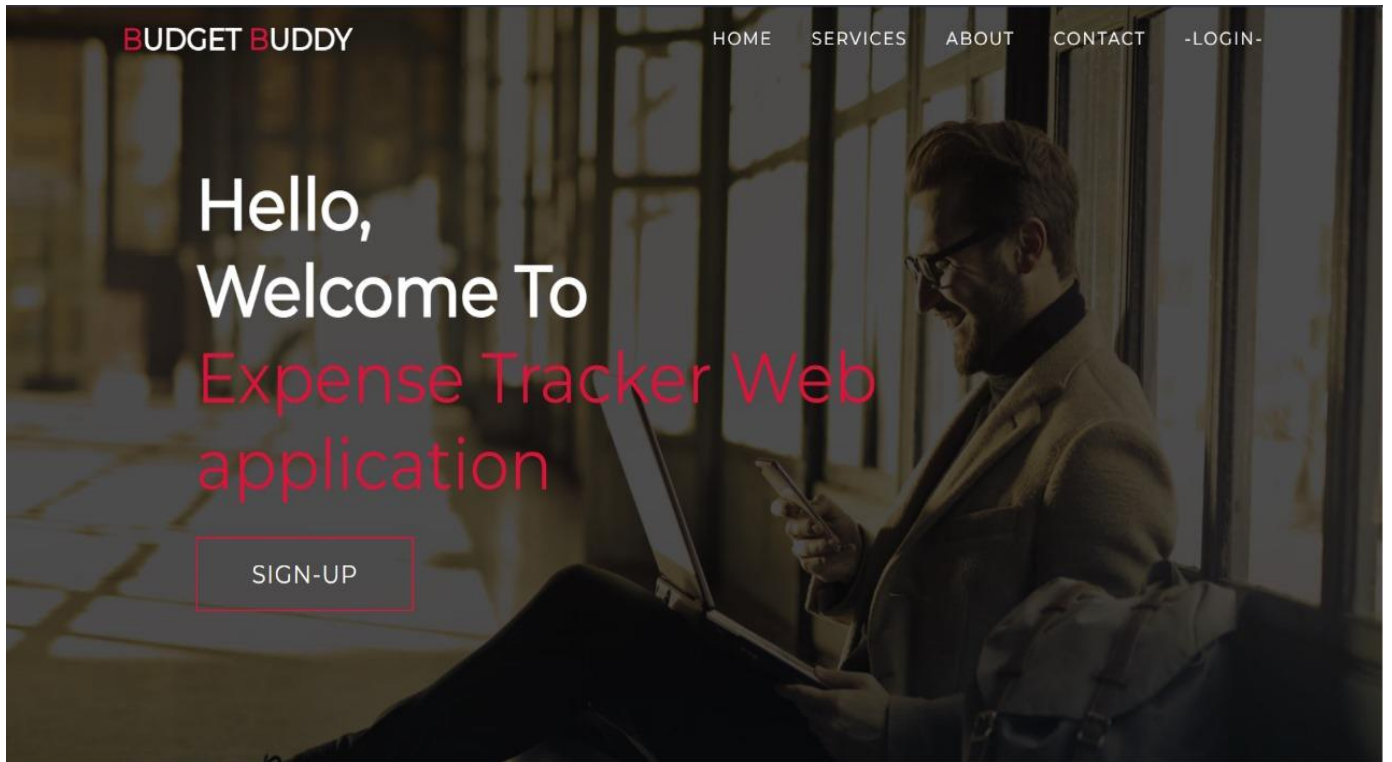 BUDGET BUDDY
HOME SERVICES ABOUT CONTACT -LOGIN-
Hello,
Welcome To
Expense Tracker Web
application
SIGN-UP